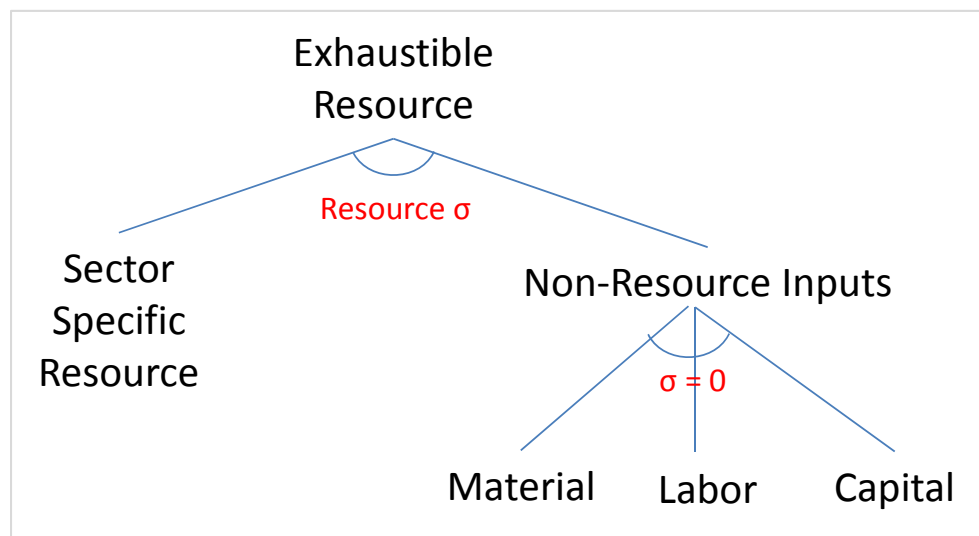 Exhaustible
Resource
Resource σ
Sector
Specific
Resource
Non-Resource Inputs
σ = 0
Material
Labor
Capital